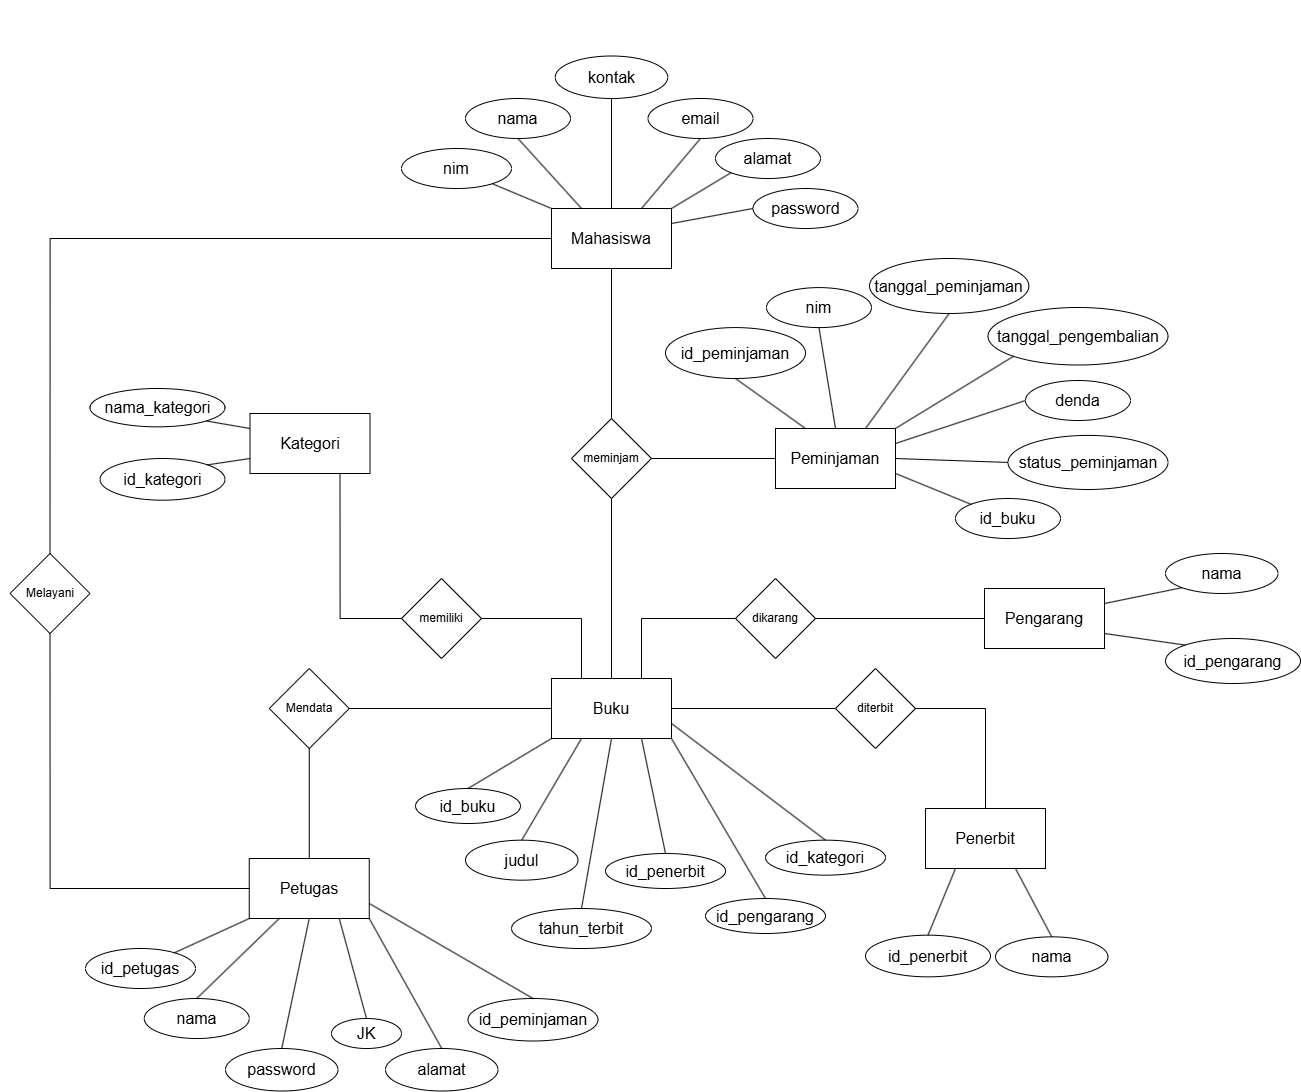 kontak
nama
email
nim
alamat
password
Mahasiswa
tanggal_peminjaman
nim
tanggal_pengembalian
id_peminjaman
denda
nama_kategori
Kategori
meminjam
Peminjaman
status_peminjaman
id_kategori
id_buku
nama
Melayani
memiliki
dikarang
Pengarang
id_pengarang
Mendata
Buku
diterbit
id_buku
Penerbit
judul
id_penerbit
id_kategori
Petugas
id_pengarang
tahun_terbit
id_penerbit
nama
id_petugas
nama
id_peminjaman
JK
password
alamat